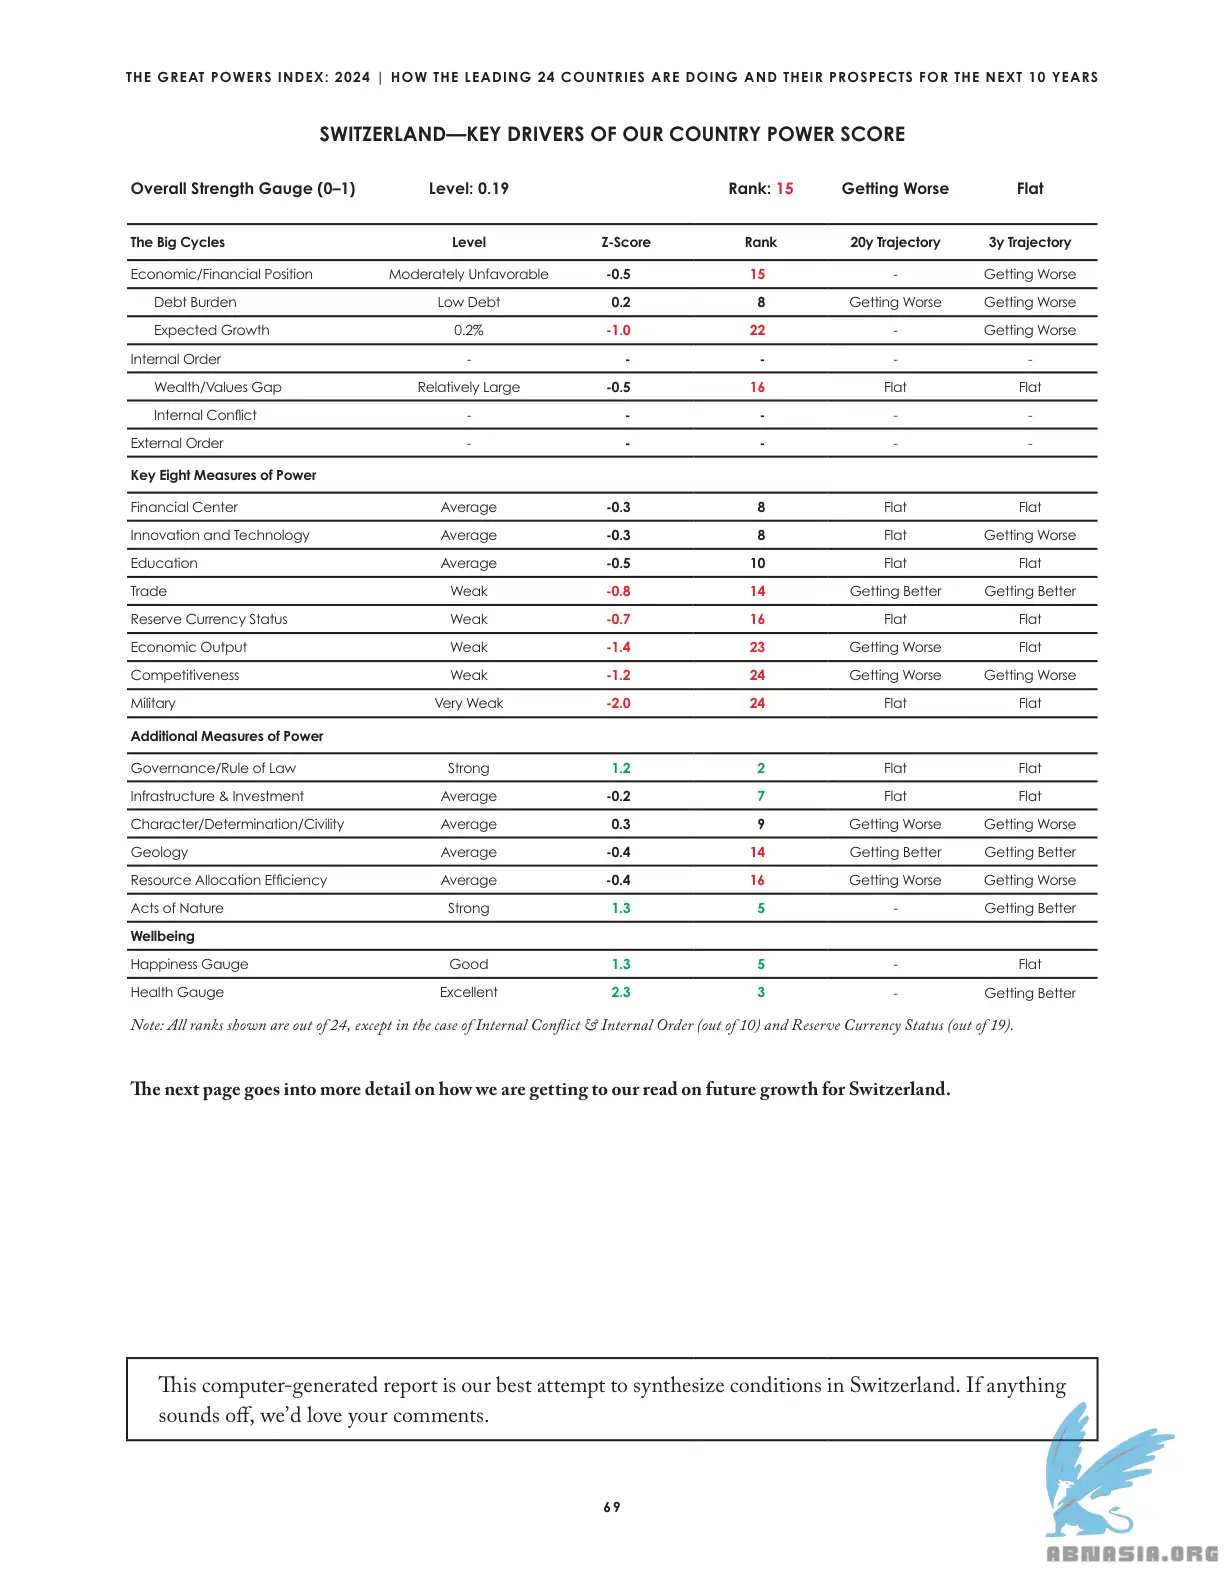 THE GREAT POWERS INDEX: 2024 | HOW THE LEADING 24 COUNTRIES ARE DOING AND THEIR PROSPECTS FOR THE NEXT 10 YEARS
SWITZERLAND—KEY DRIVERS OF OUR COUNTRY POWER SCORE
Overall Strength Gauge (0–1) Level: 0.19 Rank: 15 Getting Worse Flat
The Big Cycles Level Z-Score Rank 20y Trajectory 3y Trajectory
Economic/Financial Position Moderately Unfavorable -0.5 15 - Getting Worse
Debt Burden Low Debt 0.2 8 Getting Worse Getting Worse
Expected Growth 0.2% -1.0 22 - Getting Worse
Internal Order - - - - -
Wealth/Values Gap Relatively Large -0.5 16 Flat Flat
Internal Conflict - - - - -
External Order - - - - -
Key Eight Measures of Power
Financial Center Average -0.3 8 Flat Flat
Innovation and Technology Average -0.3 8 Flat Getting Worse
Education Average -0.5 10 Flat Flat
Trade Weak -0.8 14 Getting Better Getting Better
Reserve Currency Status Weak -0.7 16 Flat Flat
Economic Output Weak -1.4 23 Getting Worse Flat
Competitiveness Weak -1.2 24 Getting Worse Getting Worse
Military Very Weak -2.0 24 Flat Flat
Additional Measures of Power
Governance/Rule of Law Strong 1.2 2 Flat Flat
Infrastructure & Investment Average -0.2 7 Flat Flat
Character/Determination/Civility Average 0.3 9 Getting Worse Getting Worse
Geology Average -0.4 14 Getting Better Getting Better
Resource Allocation Efficiency Average -0.4 16 Getting Worse Getting Worse
Acts of Nature Strong 1.3 5 - Getting Better
Wellbeing
Happiness Gauge Good 1.3 5 - Flat
Health Gauge Excellent 2.3 3 - Getting Better
Note: All ranks shown are out of 24, except in the case of Internal Conflict & Internal Order (out of 10) and Reserve Currency Status (out of 19).
The next page goes into more detail on how we are getting to our read on future growth for Switzerland.
This computer-generated report is our best attempt to synthesize conditions in Switzerland. If anything
sounds off, we'd love your comments.
69
ABNASIA.ORG